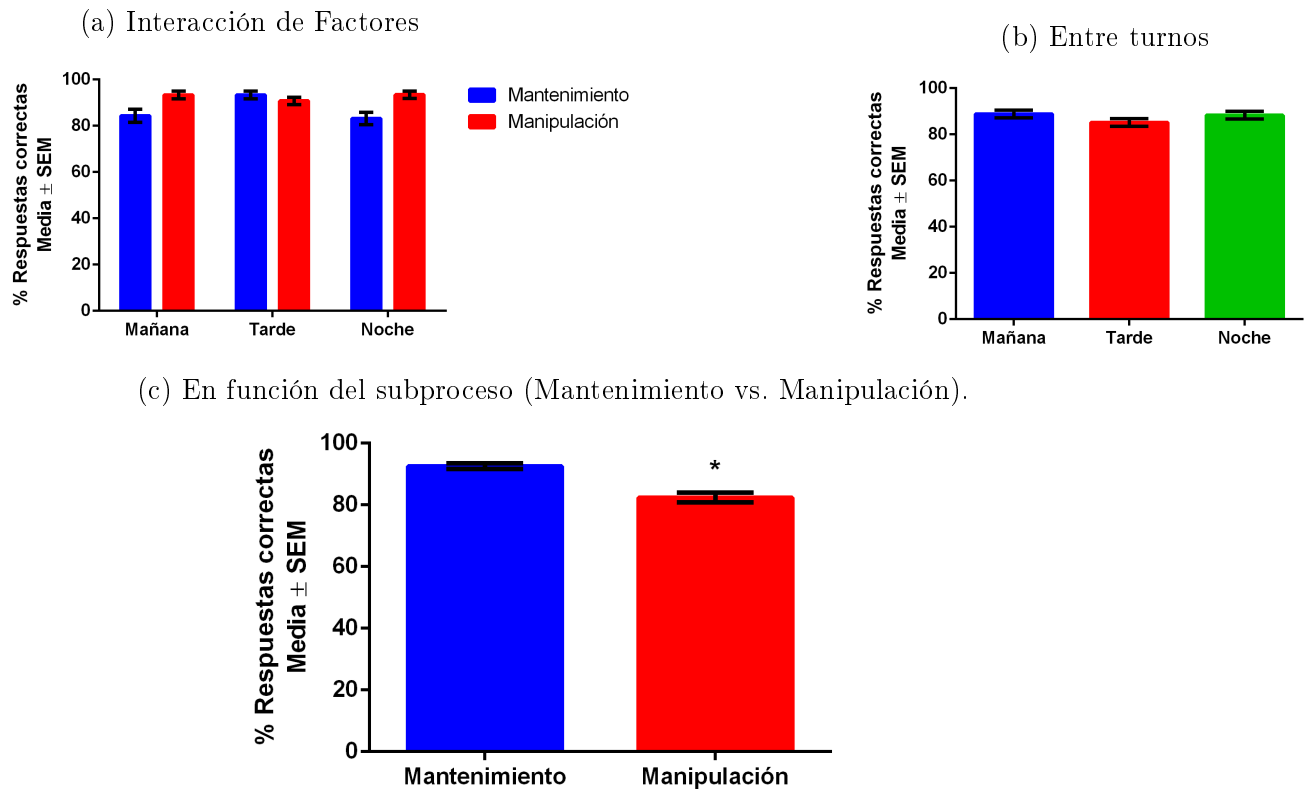 (a) Interacción de Factores
% Respuestas correctas
Media ± SEM
100
80
60
40
20
0
Mañana
Tarde
Noche
Mantenimiento
Manipulación
(b) Entre turnos
% Respuestas correctas
Media ± SEM
100
80
60
40
20
0
Mañana
Tarde
Noche
(c) En función del subproceso (Mantenimiento vs. Manipulación).
% Respuestas correctas
Media ± SEM
100
80
60
40
20
0
*
Mantenimiento
Manipulación